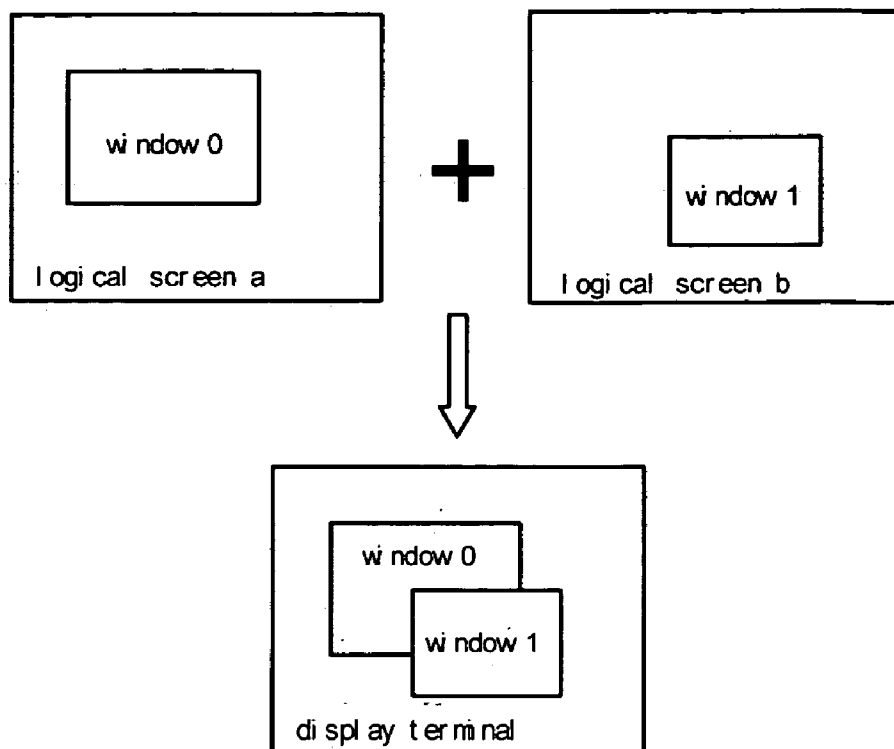 window 0
logical screen a
+
window 1
logical screen b
window 0
window 1
display terminal